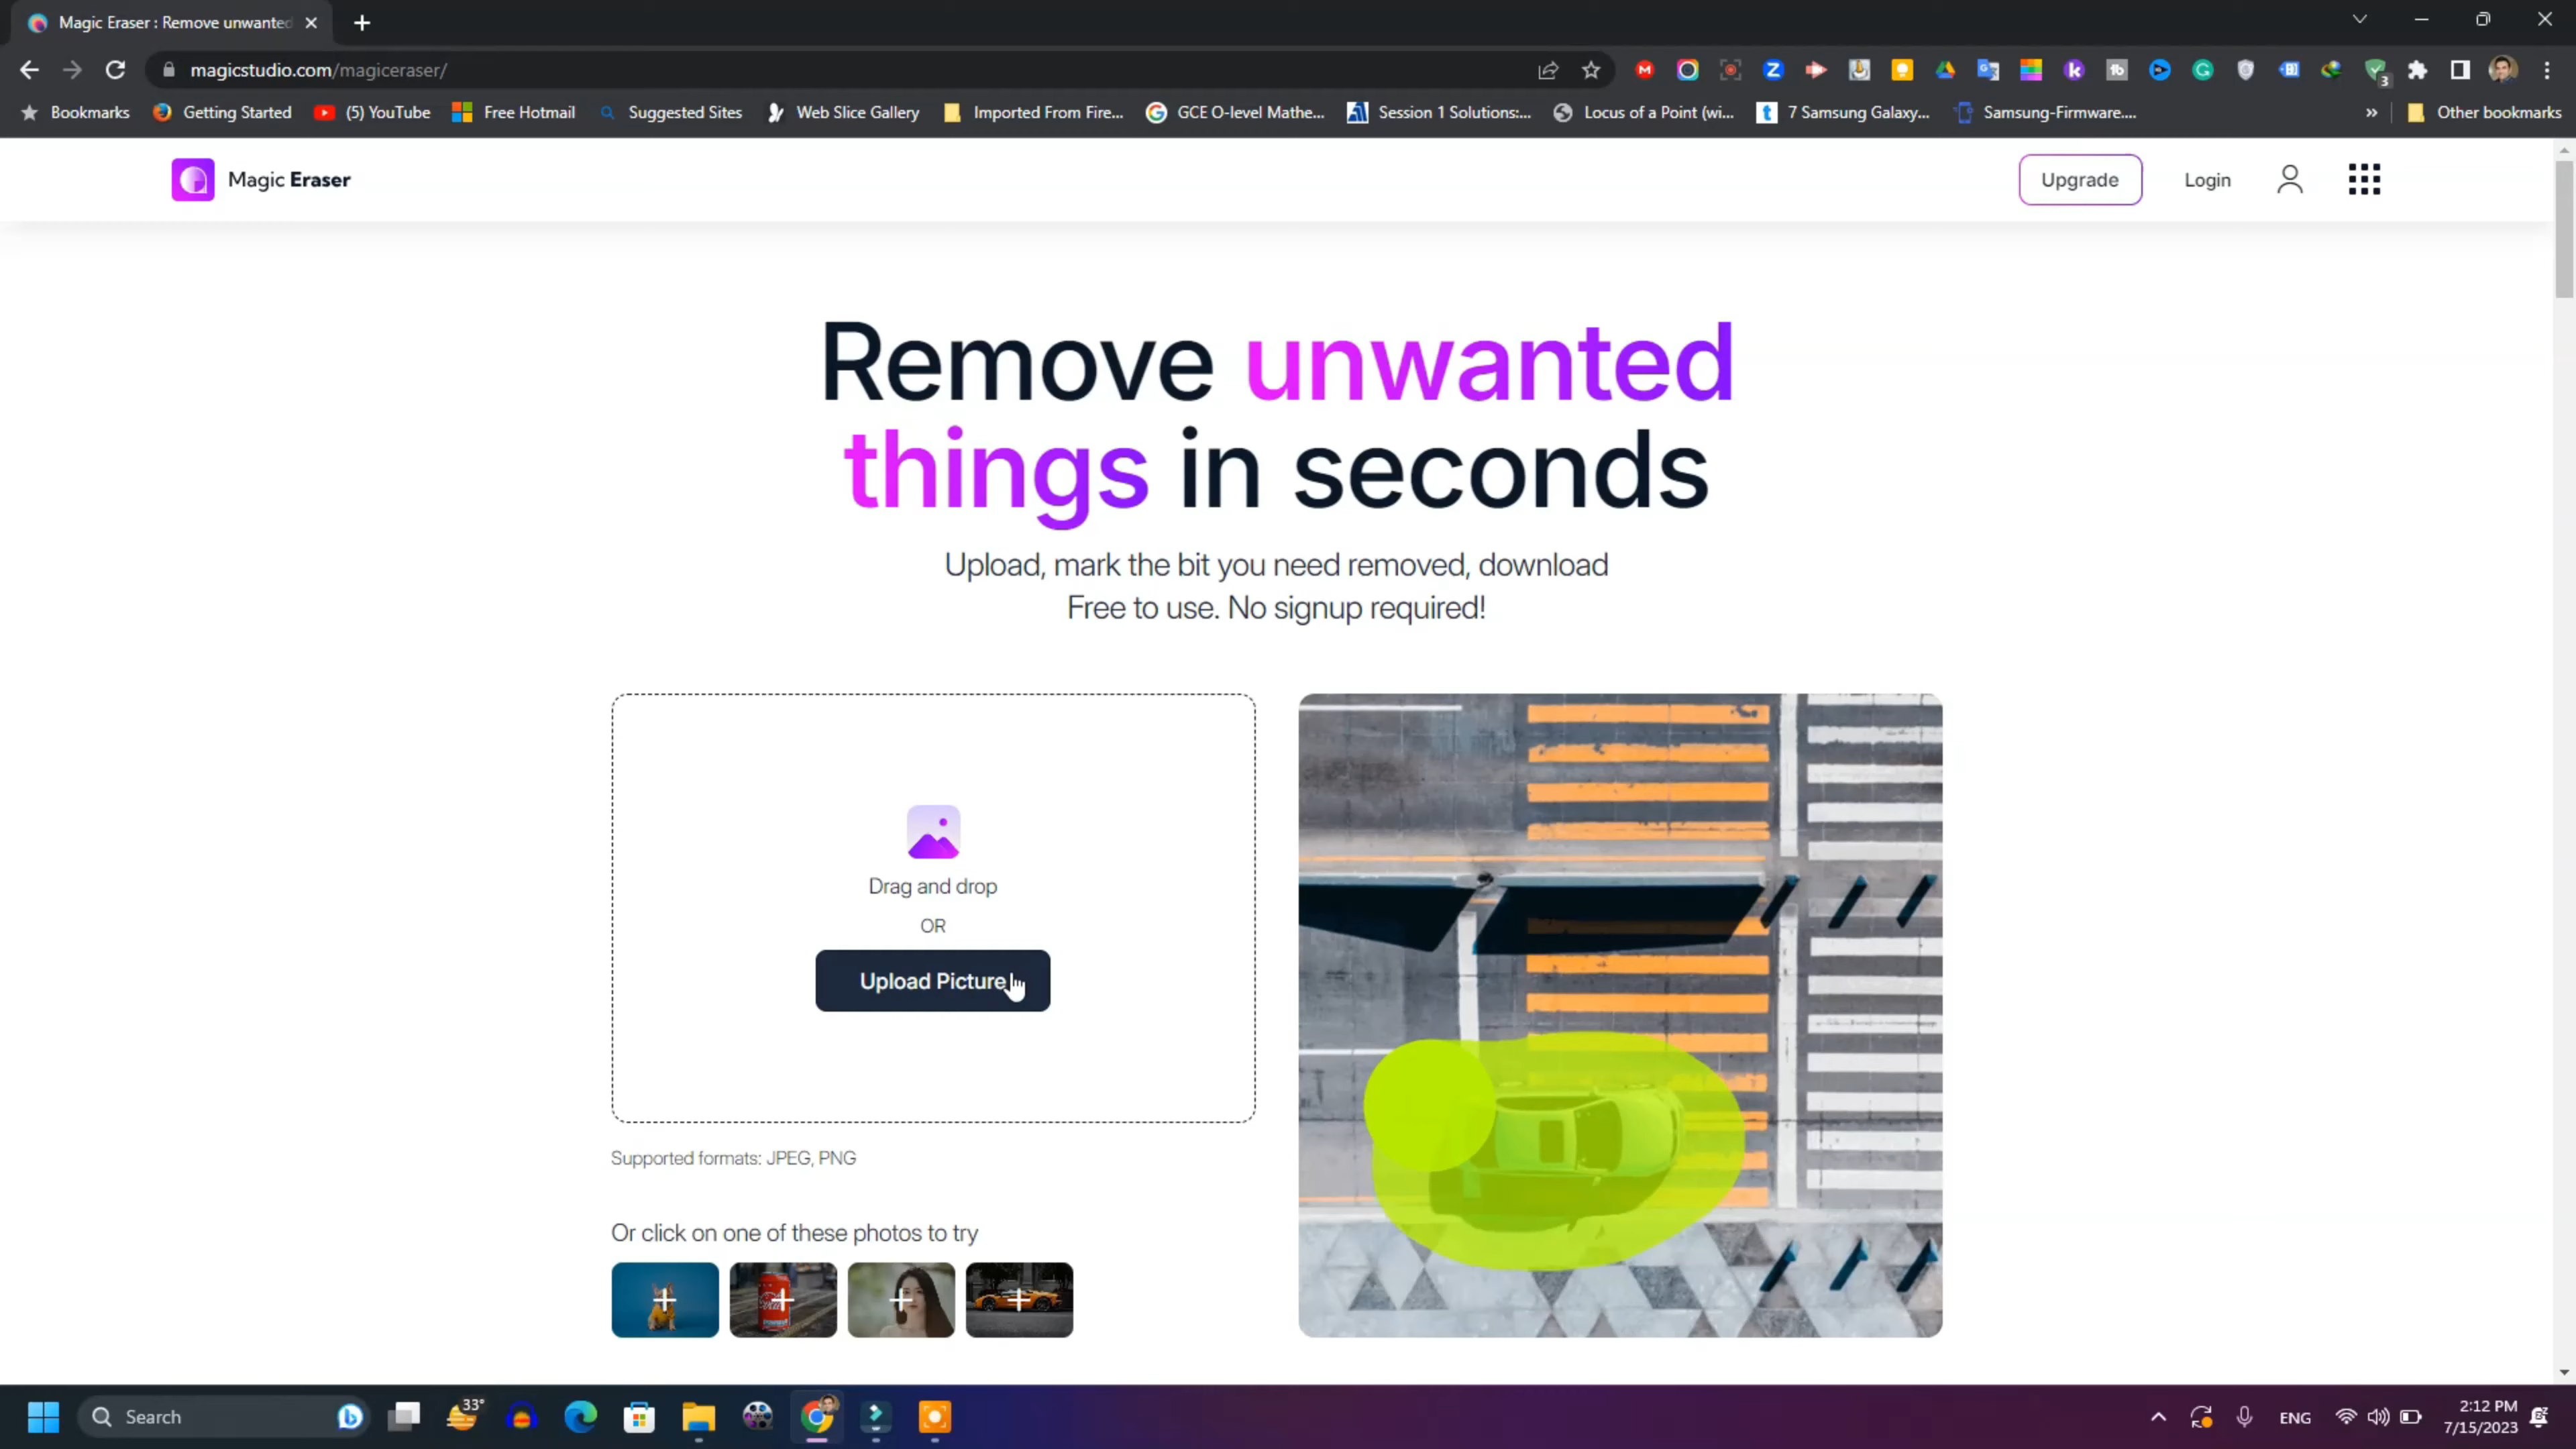 Magic Eraser : Remove unwanted
magicstudio.com/magiceraser/
Bookmarks
Getting Started
(5) YouTube
Free Hotmail
Suggested Sites
Web Slice Gallery
Imported From Fire...
GCE O-level Mathe...
Session 1 Solutions:...
Locus of a Point (wi...
7 Samsung Galaxy...
Samsung-Firmware....
»
Other bookmarks
Magic Eraser
Upgrade
Login
Remove unwanted
things in seconds
Upload, mark the bit you need removed, download
Free to use. No signup required!
Drag and drop
OR
Upload Picture
Supported formats: JPEG, PNG
Or click on one of these photos to try
Search
33°
ENG
2:12 PM
7/15/2023